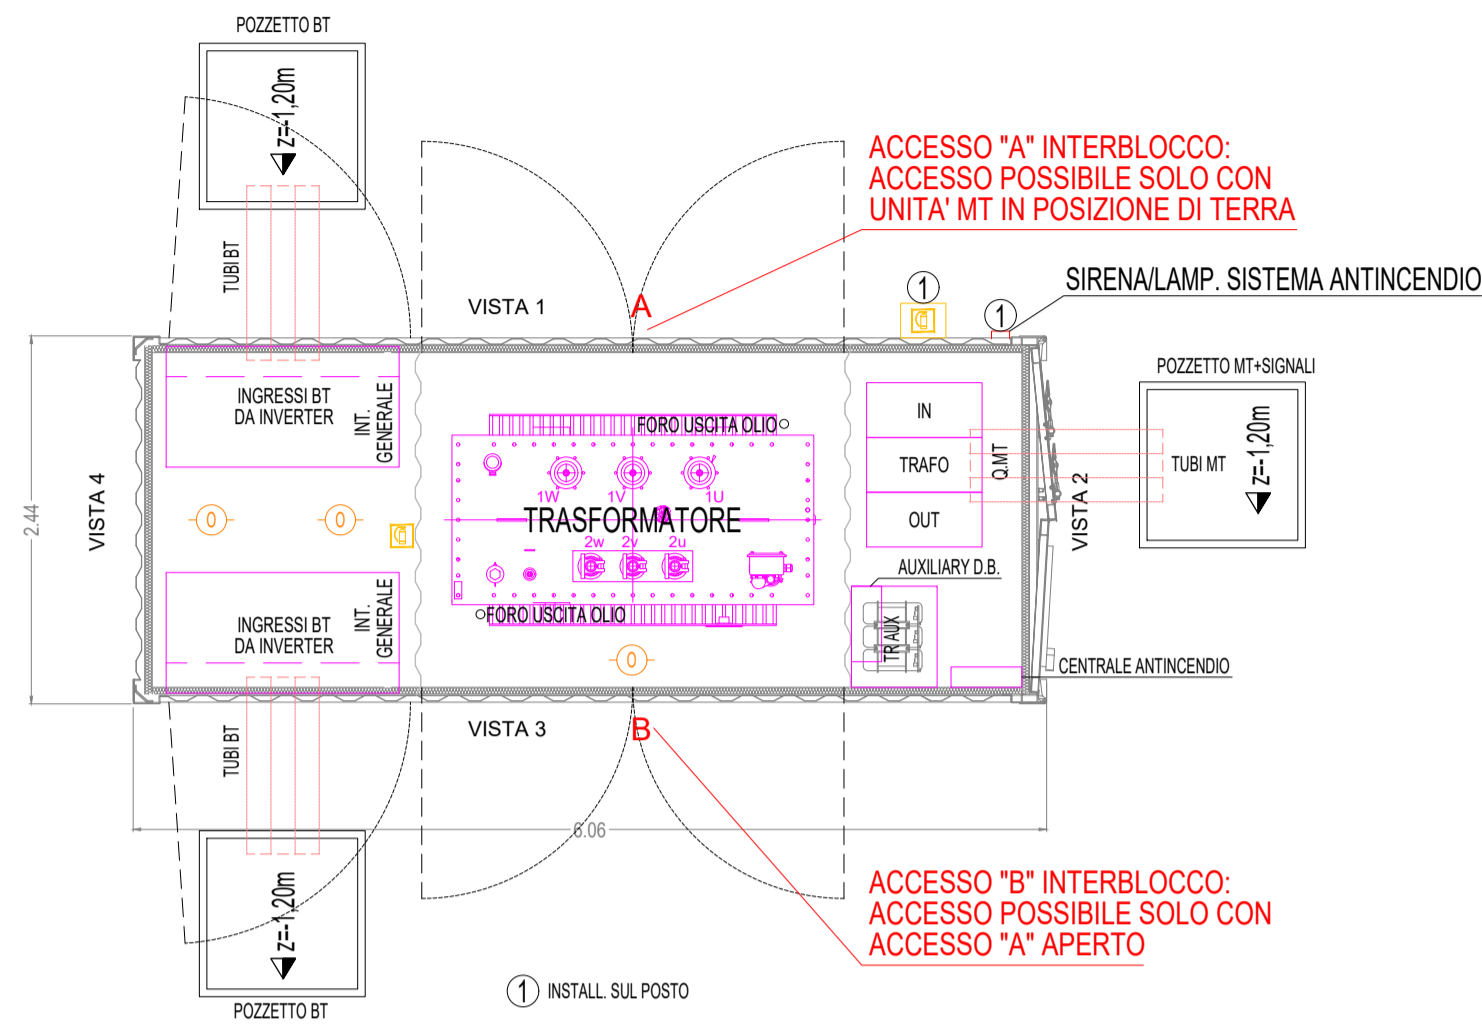 POZZETTO BT
z=-1,20m
TUBI BT
ACCESSO "A" INTERBLOCCO:
ACCESSO POSSIBILE SOLO CON
UNITA' MT IN POSIZIONE DI TERRA
VISTA 1
A
1
1
SIRENA/LAMP. SISTEMA ANTINCENDIO
POZZETTO MT+SIGNALI
z=-1,20m
TUBI MT
VISTA 2
2.44
VISTA 4
INGRESSI BT
DA INVERTER
INT.
GENERALE
FORO USCITA OLIO
1W
1V
1U
TRASFORMATORE
2w
2v
2u
FORO USCITA OLIO
IN
TRAFO
OUT
Q.MT
0
0
0
AUXILIARY D.B.
TR AUX
CENTRALE ANTINCENDIO
INGRESSI BT
DA INVERTER
INT.
GENERALE
VISTA 3
B
TUBI BT
6.06
z=-1,20m
POZZETTO BT
ACCESSO "B" INTERBLOCCO:
ACCESSO POSSIBILE SOLO CON
ACCESSO "A" APERTO
1 INSTALL. SUL POSTO